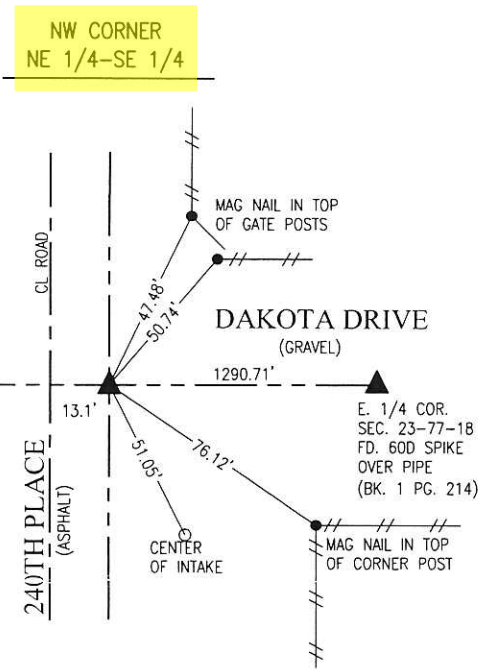 NW CORNER
NE 1/4-SE 1/4
MAG NAIL IN TOP
OF GATE POSTS
CL ROAD
47.48'
50.74'
DAKOTA DRIVE
(GRAVEL)
1290.71'
13.1'
E. 1/4 COR.
SEC. 23-77-18
FD. 60D SPIKE
OVER PIPE
(BK. 1 PG. 214)
51.05'
76.12'
240TH PLACE
(ASPHALT)
CENTER
OF INTAKE
MAG NAIL IN TOP
OF CORNER POST